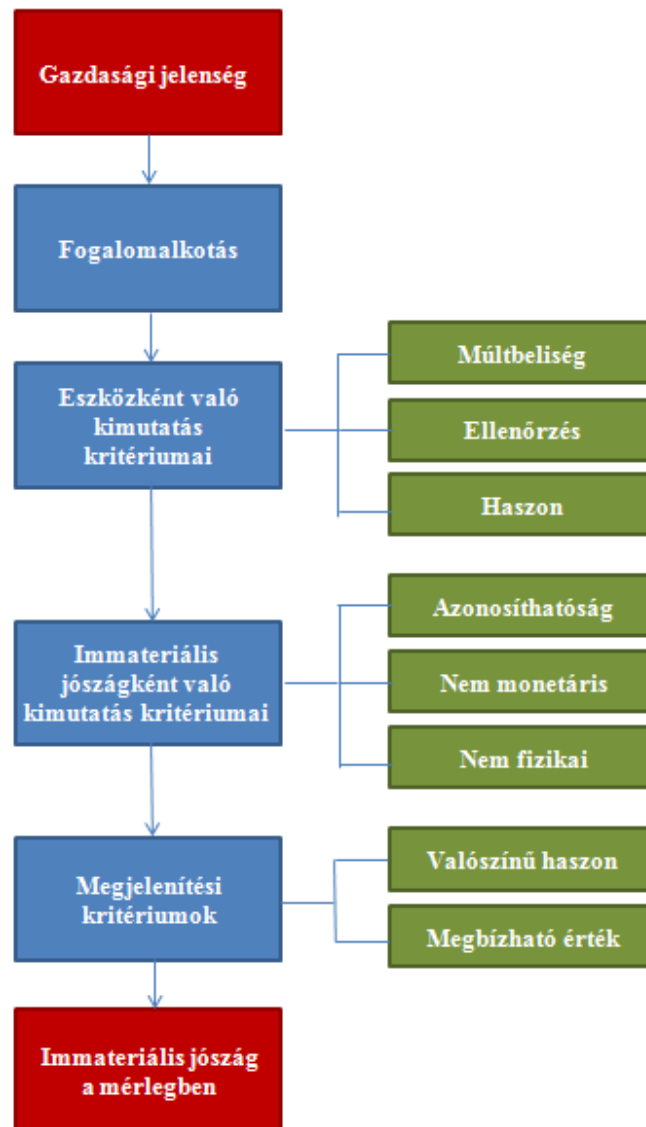 Gazdasági jelenség
Fogalomalkotás
Eszközként való
kimutatás
kritériumai
Múltbeliség
Ellenőrzés
Haszon
Immateriális
jószágként való
kimutatás kritériumai
Azonosíthatóság
Nem monetáris
Nem fizikai
Megjelenítési
kritériumok
Valószínű haszon
Megbízható érték
Immateriális jószág
a mérlegben